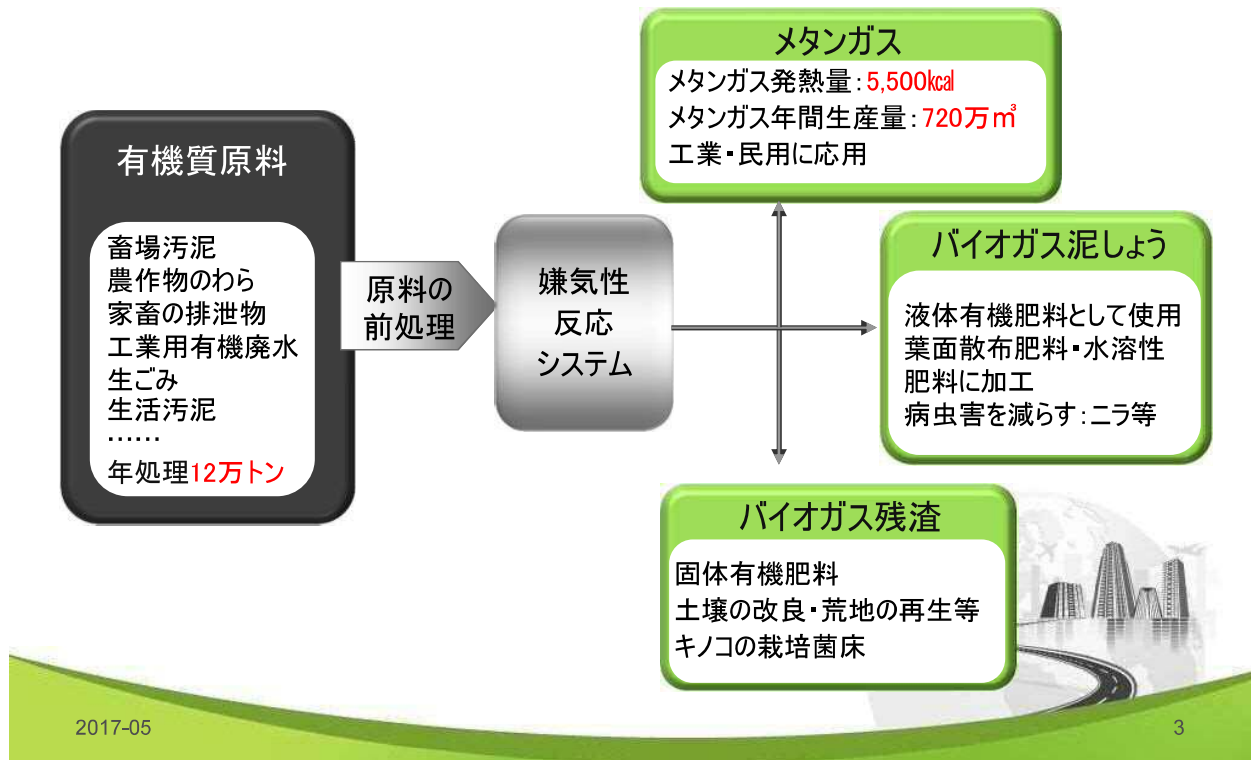 有機質原料
畜場汚泥
農作物のわら
家畜の排泄物
工業用有機廃水
生ごみ
生活汚泥
……
年処理12万トン
原料の
前処理
嫌気性
反応
システム
メタンガス
メタンガス発熱量:5,500㎉
メタンガス年間生産量:720万㎥
工業・民用に応用
バイオガス泥しょう
液体有機肥料として使用
葉面散布肥料・水溶性
肥料に加工
病虫害を減らす:ニラ等
バイオガス残渣
固体有機肥料
土壌の改良・荒地の再生等
キノコの栽培菌床
2017-05
3